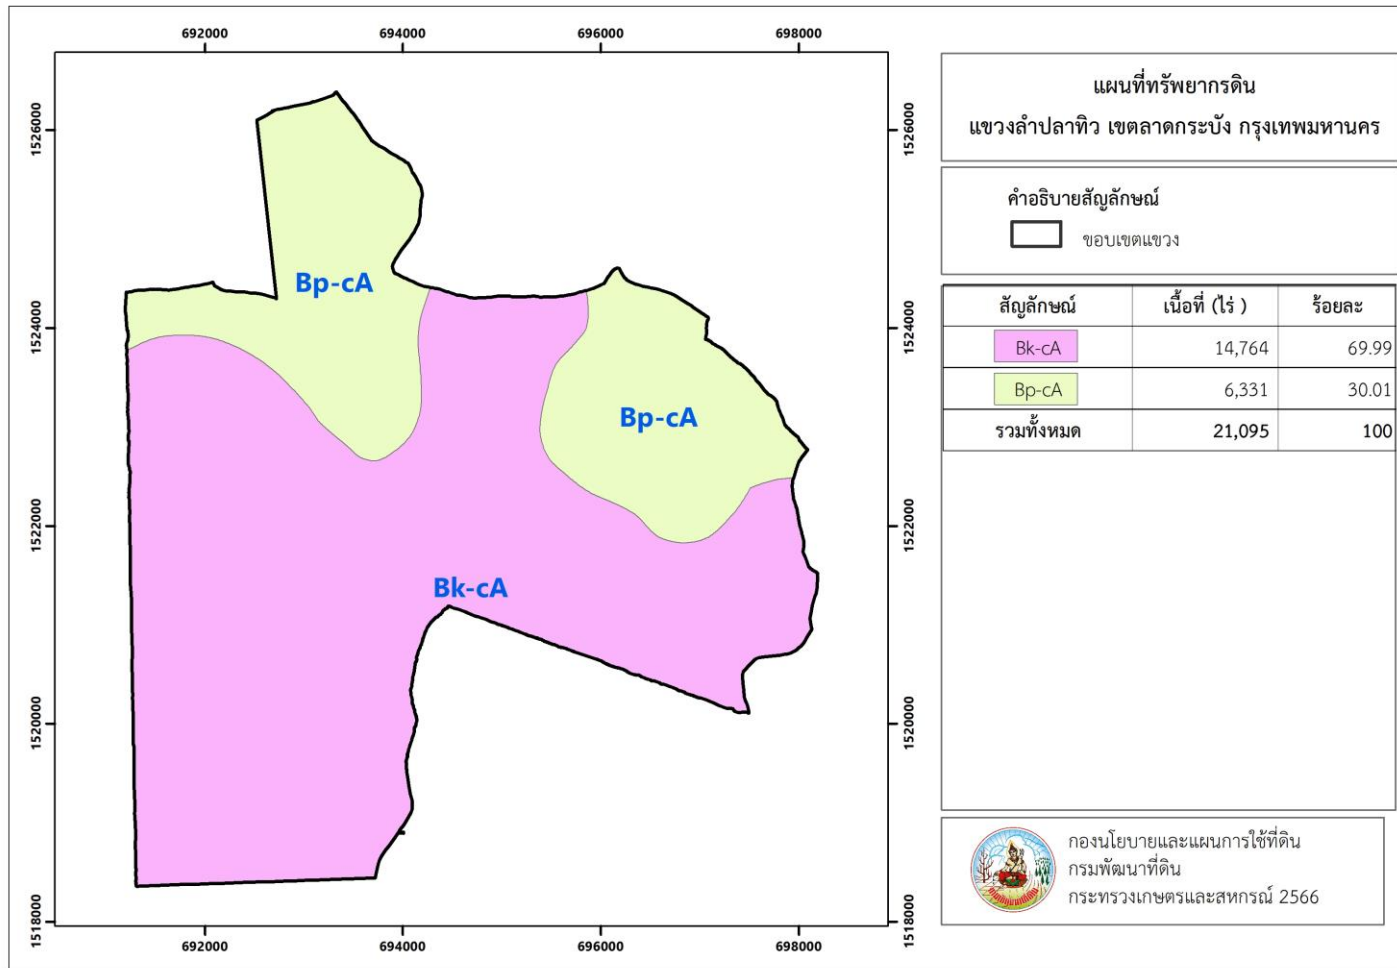 692000
694000
696000
698000
1526000
1524000
1522000
1520000
1518000
1526000
1524000
1522000
1520000
1518000
Bp-cA
Bp-cA
Bk-cA
692000
694000
696000
698000
แผนที่ทรัพยากรดิน
แขวงลำปลาทิว เขตลาดกระบัง กรุงเทพมหานคร
คำอธิบายสัญลักษณ์
ขอบเขตแขวง
สัญลักษณ์ เนื้อที่ (ไร่ ) ร้อยละ
Bk-cA 14,764 69.99
Bp-cA 6,331 30.01
รวมทั้งหมด 21,095 100
กองนโยบายและแผนการใช้ที่ดิน
กรมพัฒนาที่ดิน
กระทรวงเกษตรและสหกรณ์ 2566